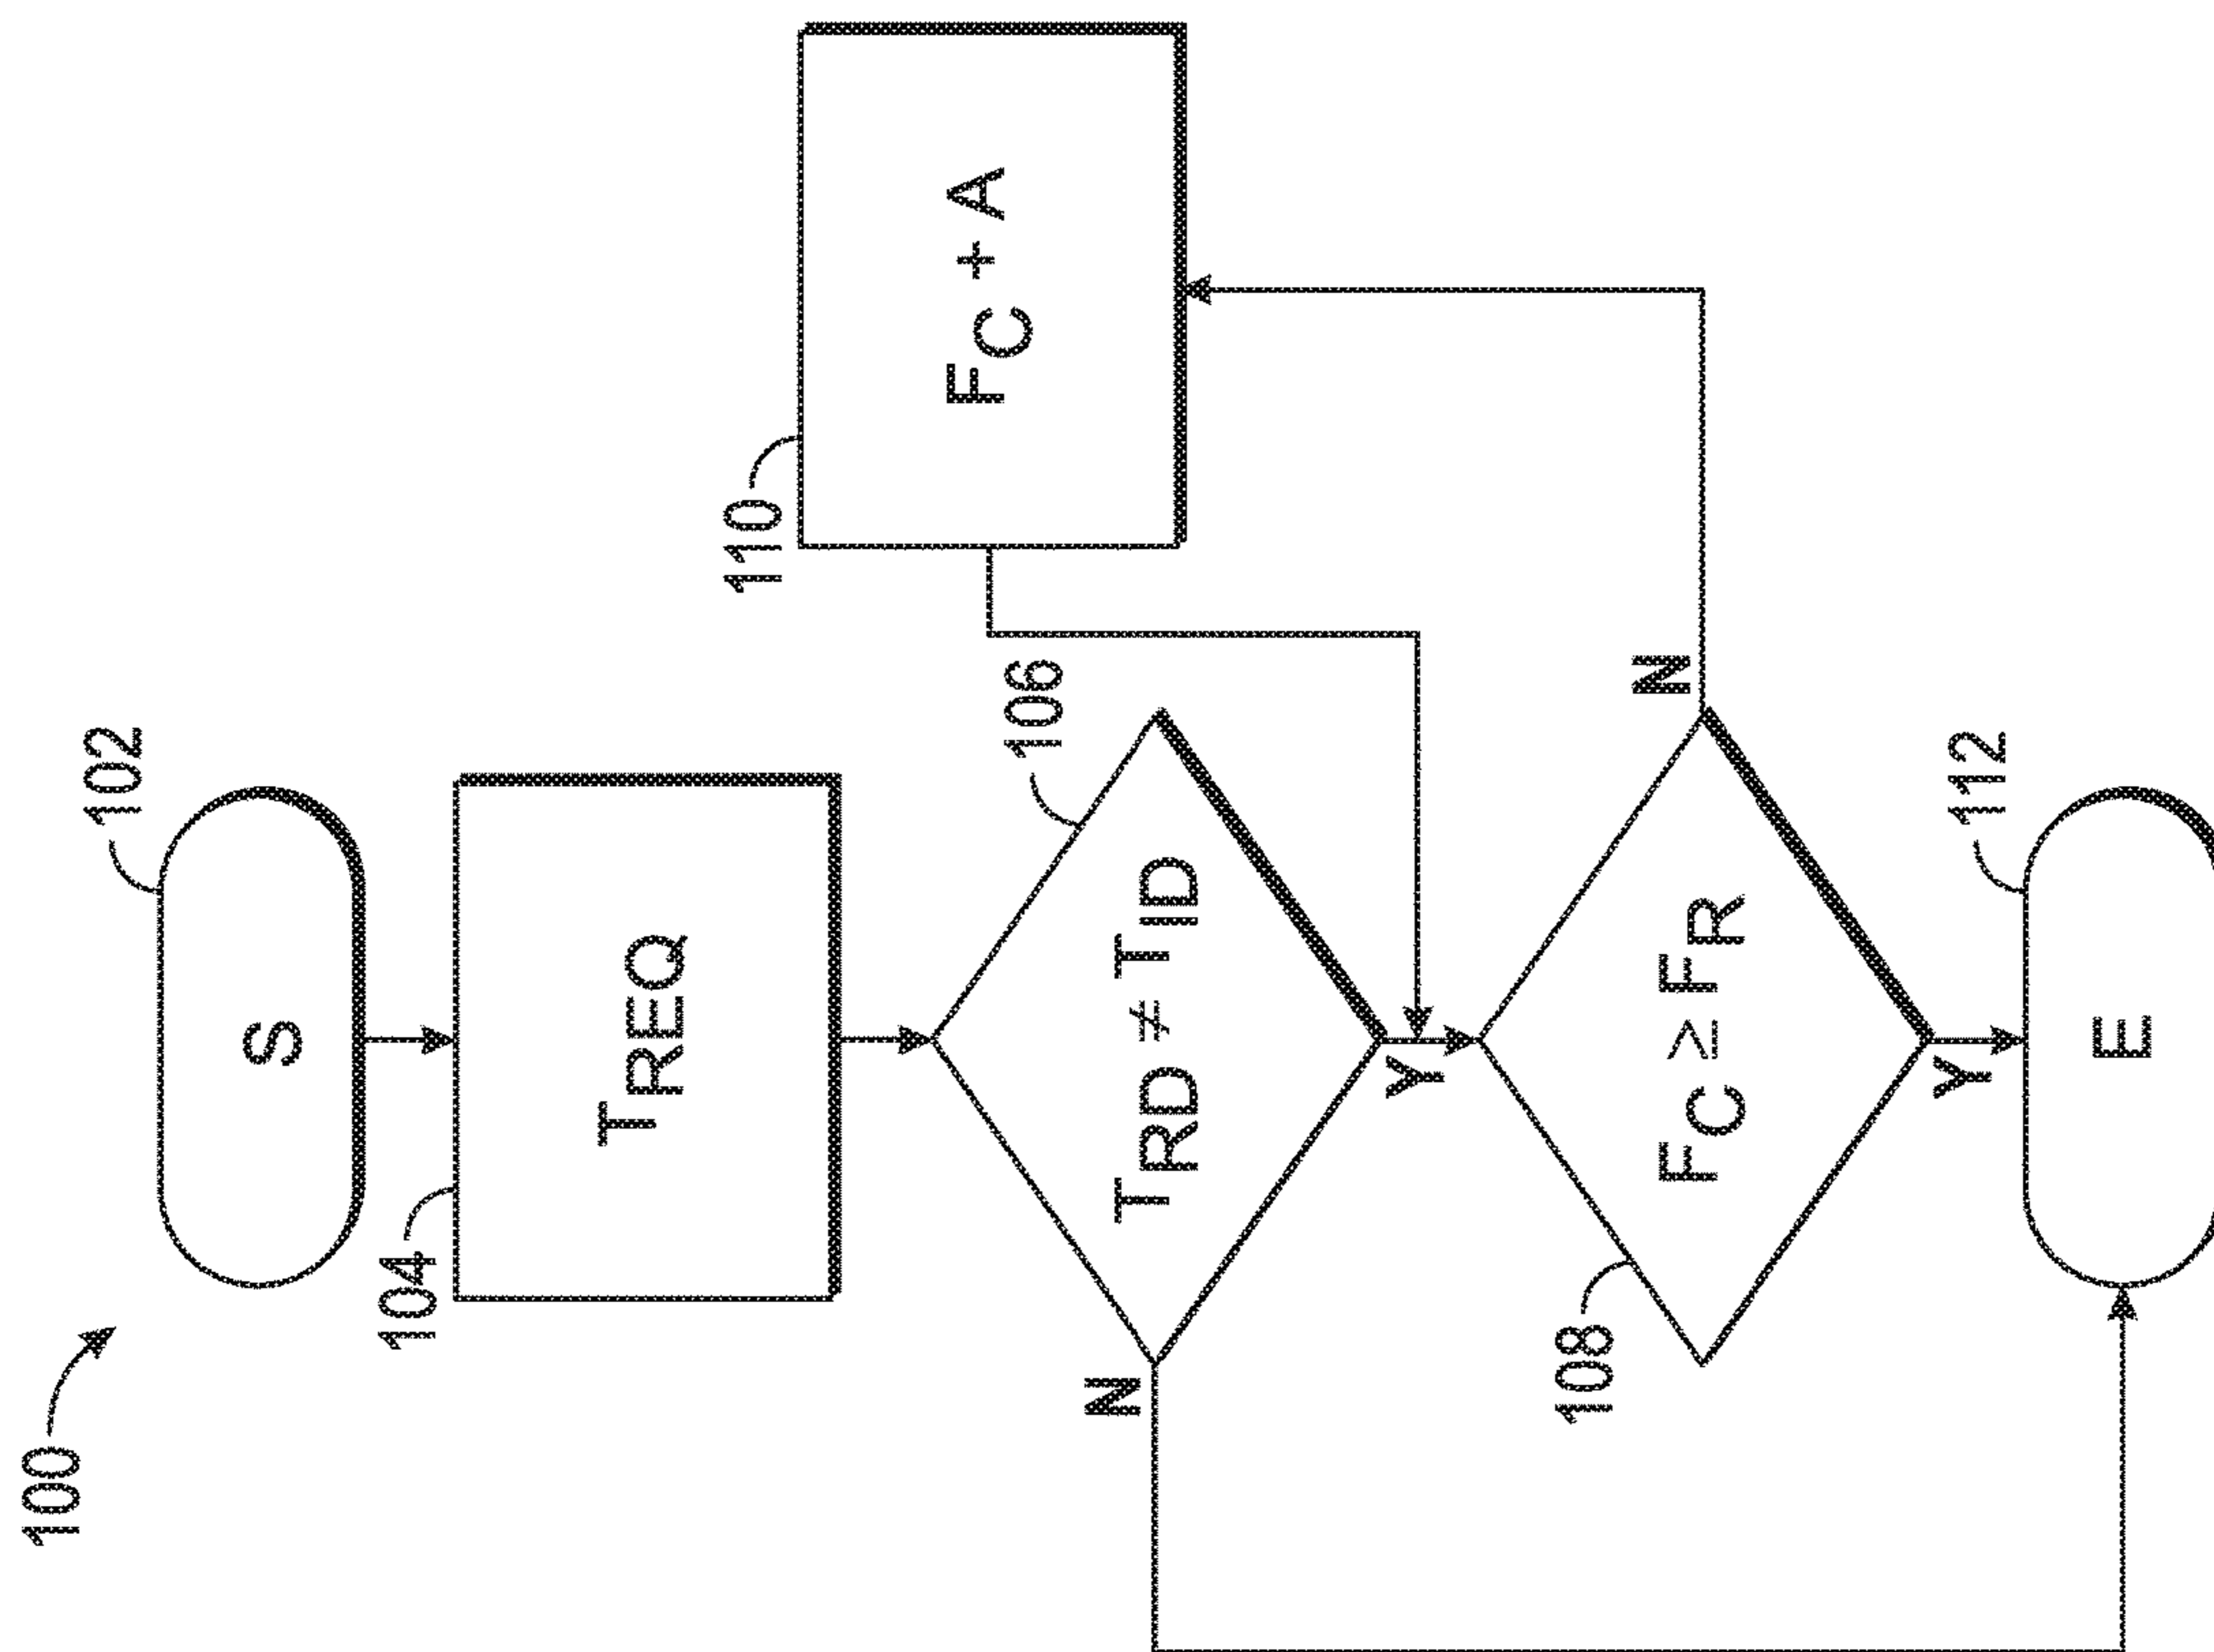 100
102
S
104
TREQ
106
TRD ≠ TID
N
Y
110
FC + A
108
FC ≥ FR
N
Y
112
E